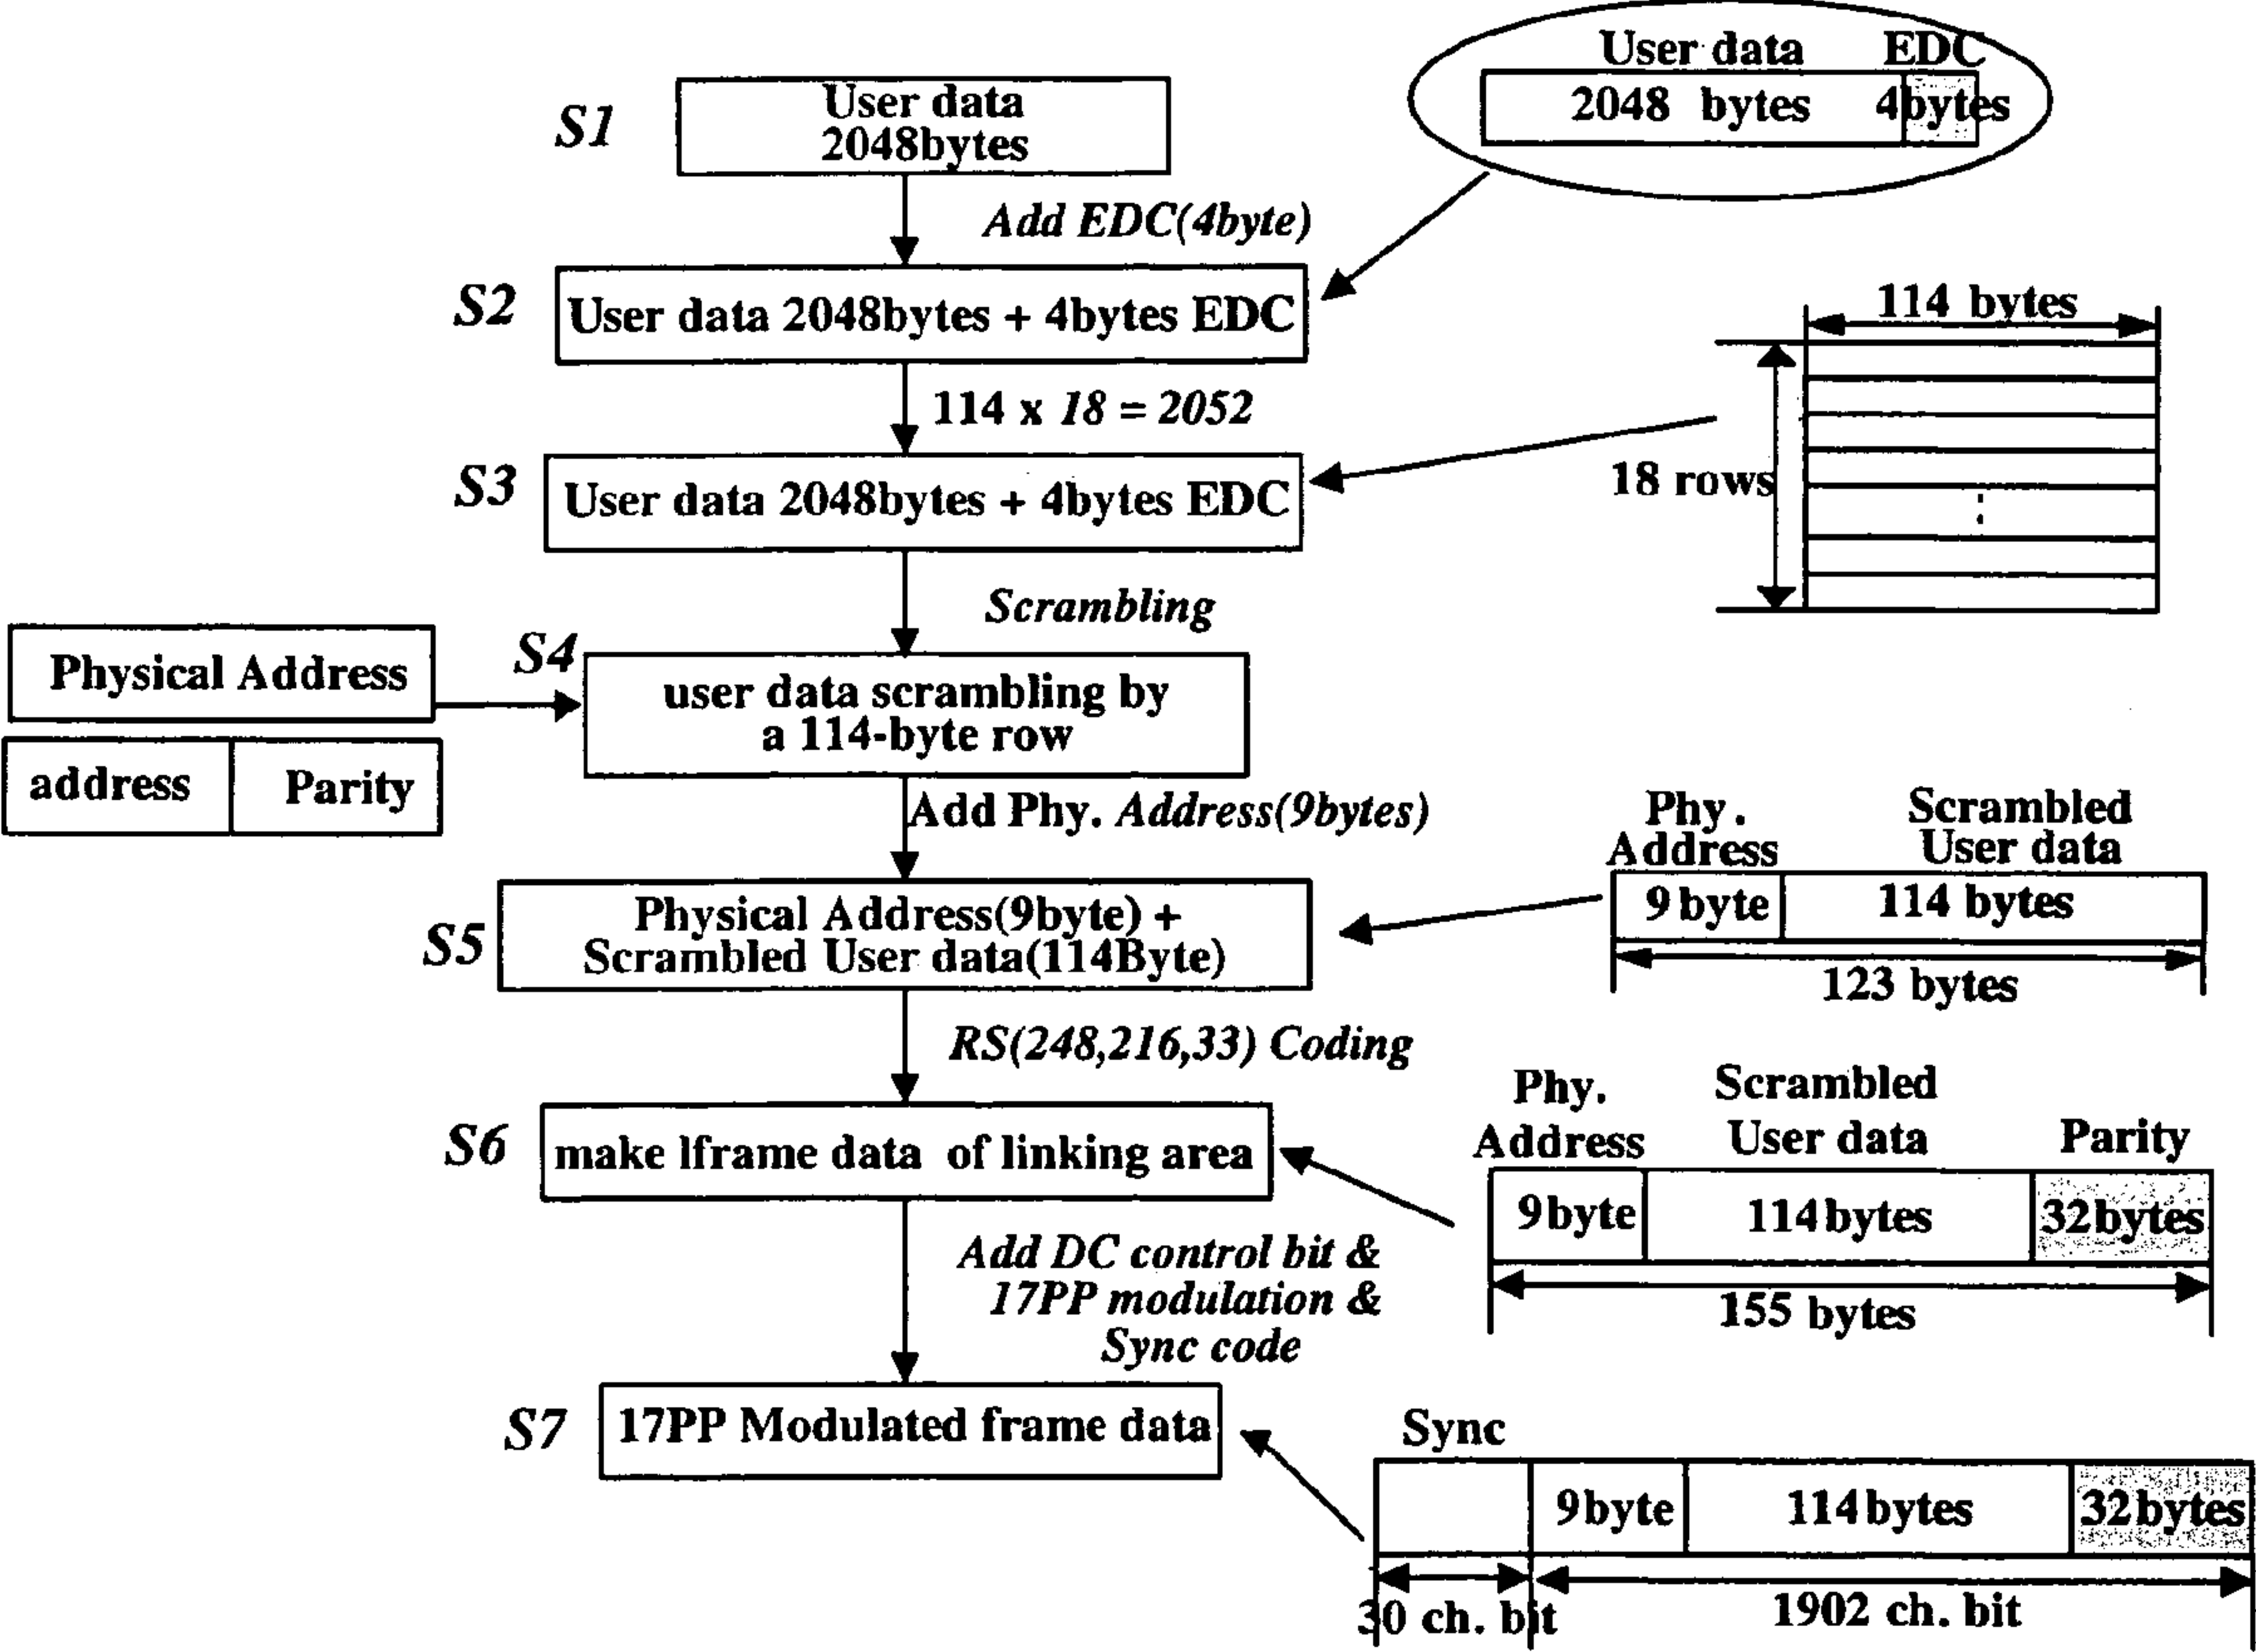 User data EDC
2048 bytes 4bytes
S1
User data
2048bytes
Add EDC(4byte)
S2
User data 2048bytes + 4bytes EDC
114 bytes
18 rows
114 x 18 = 2052
S3
User data 2048bytes + 4bytes EDC
Scrambling
Physical Address
address Parity
S4
user data scrambling by
a 114-byte row
Add Phy. Address(9bytes)
Phy. Scrambled
Address User data
9 byte 114 bytes
123 bytes
S5
Physical Address(9byte) +
Scrambled User data(114Byte)
RS(248,216,33) Coding
Phy. Scrambled
Address User data Parity
9byte 114bytes 32bytes
155 bytes
S6
make lframe data of linking area
Add DC control bit &
17PP modulation &
Sync code
S7
17PP Modulated frame data
Sync
9byte 114bytes 32bytes
30 ch. bit 1902 ch. bit